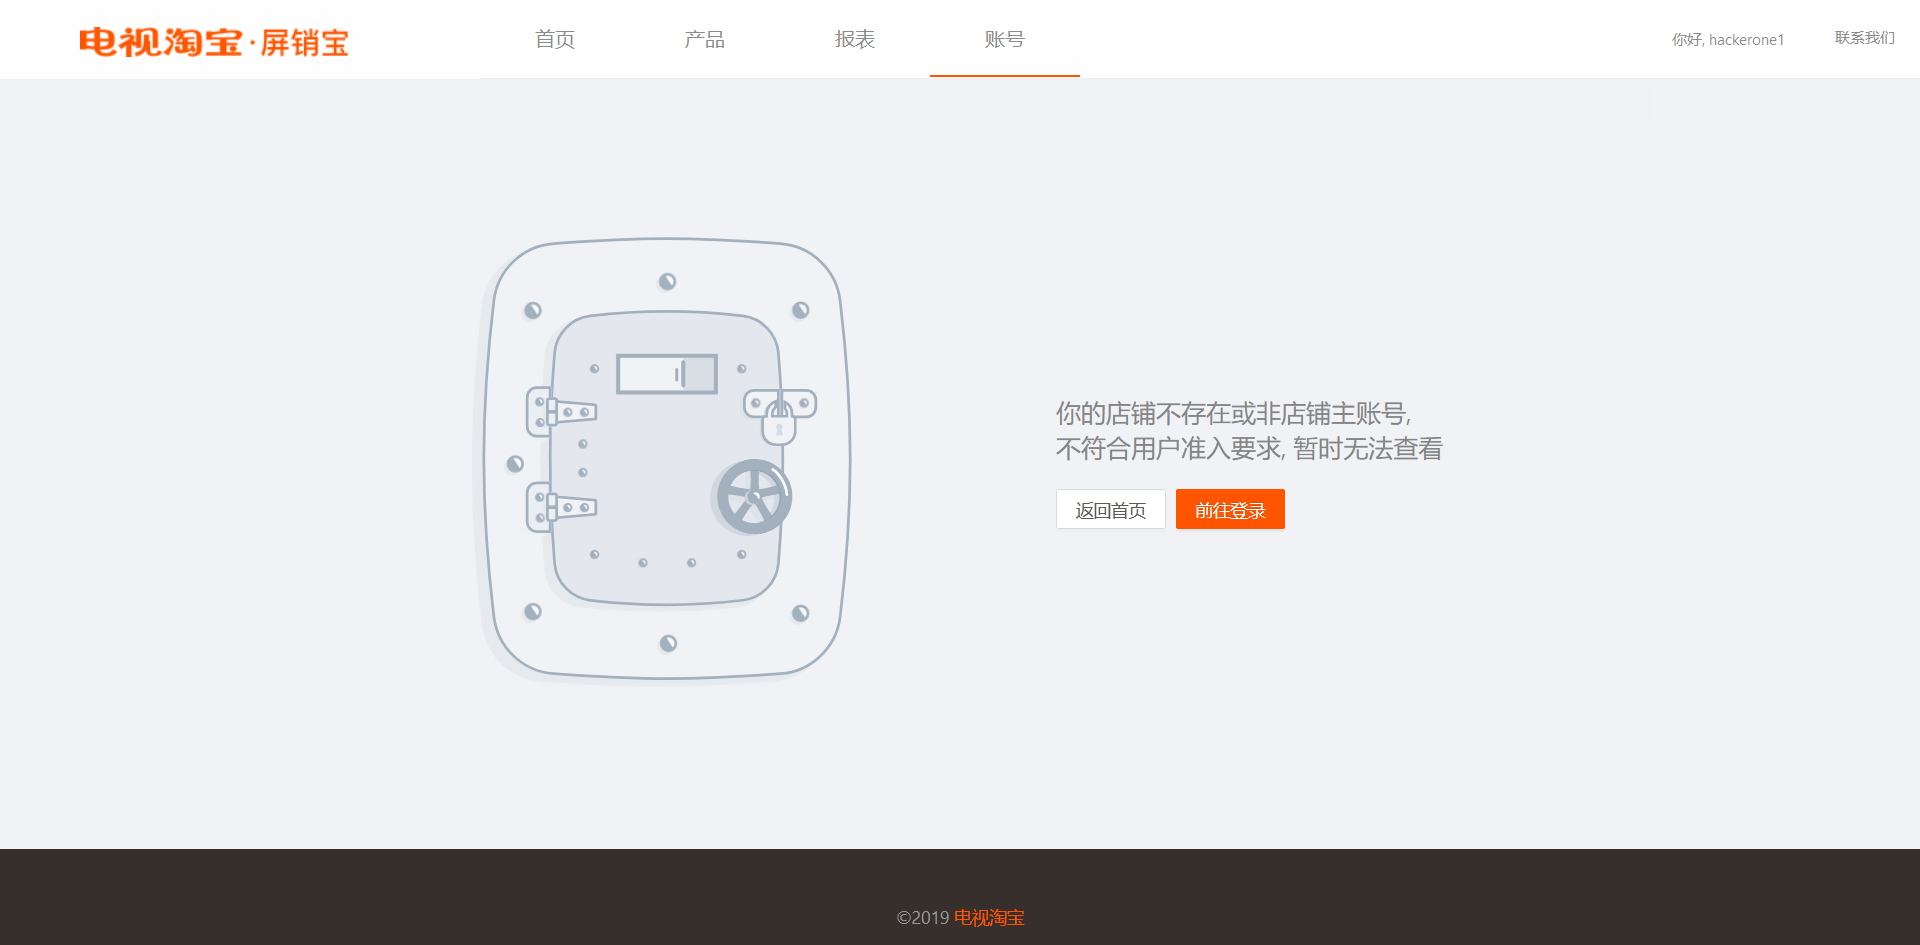 电视淘宝·屏销宝
首页 产品 报表 账号
你好, hackerone1 联系我们
你的店铺不存在或非店铺主账号,
不符合用户准入要求, 暂时无法查看
返回首页 前往登录
©2019 电视淘宝